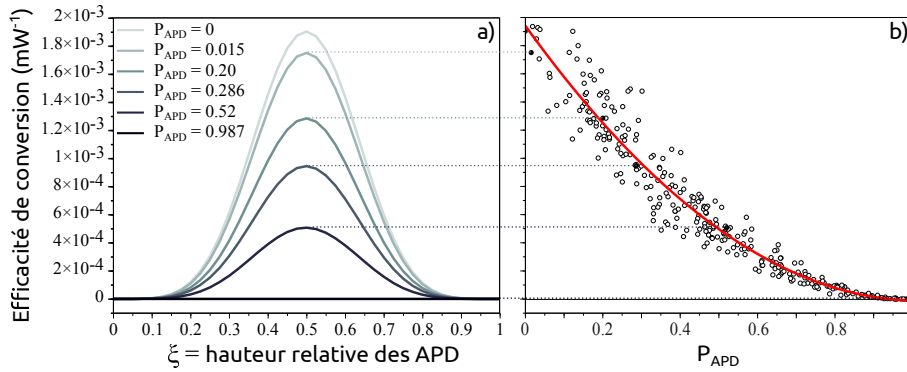 Efficacité de conversion (mW⁻¹)
2×10⁻³
1.8×10⁻³
1.6×10⁻³
1.4×10⁻³
1.2×10⁻³
1×10⁻³
8×10⁻⁴
6×10⁻⁴
4×10⁻⁴
2×10⁻⁴
0
P_APD = 0
P_APD = 0.015
P_APD = 0.20
P_APD = 0.286
P_APD = 0.52
P_APD = 0.987
a)
0 0.1 0.2 0.3 0.4 0.5 0.6 0.7 0.8 0.9 1
ξ = hauteur relative des APD
b)
0 0.2 0.4 0.6 0.8
P_APD